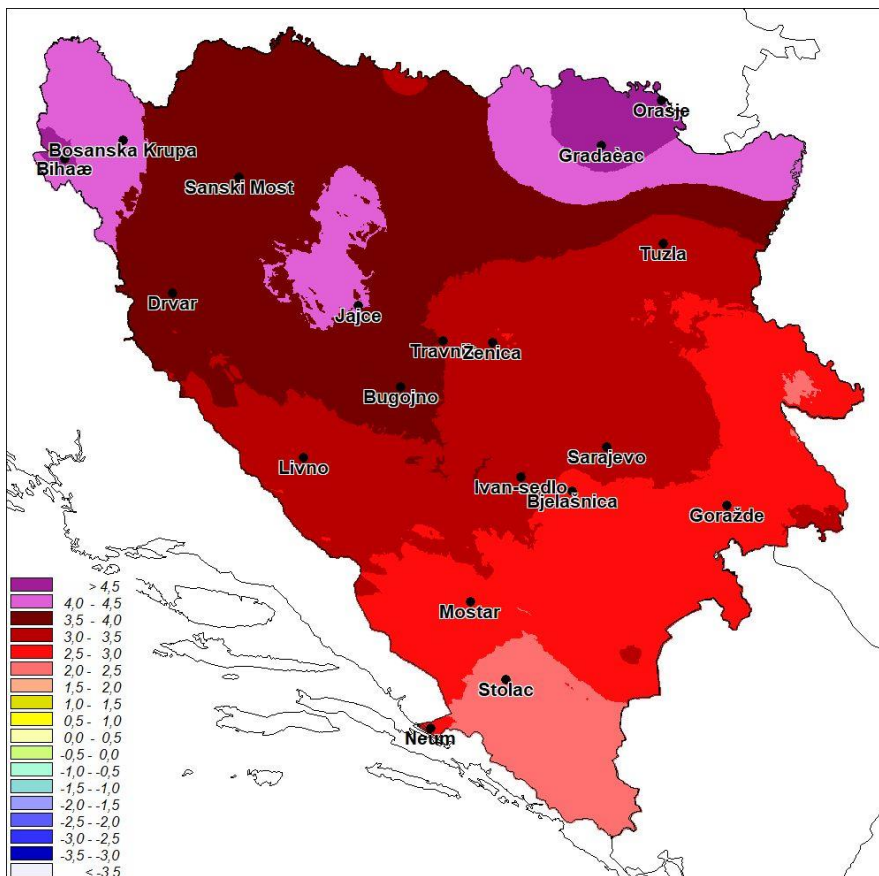 Orašje
Gradaèac
Bosanska Krupa
Bihaæ
Sanski Most
Tuzla
Drvar
Jajce
Travnik
Zenica
Bugojno
Livno
Sarajevo
Ivan-sedlo
Bjelašnica
Goražde
Mostar
Stolac
Neum
> 4,5
4,0 - 4,5
3,5 - 4,0
3,0 - 3,5
2,5 - 3,0
2,0 - 2,5
1,5 - 2,0
1,0 - 1,5
0,5 - 1,0
0,0 - 0,5
-0,5 - 0,0
-1,0 - -0,5
-1,5 - -1,0
-2,0 - -1,5
-2,5 - -2,0
-3,0 - -2,5
-3,5 - -3,0
< -3,5